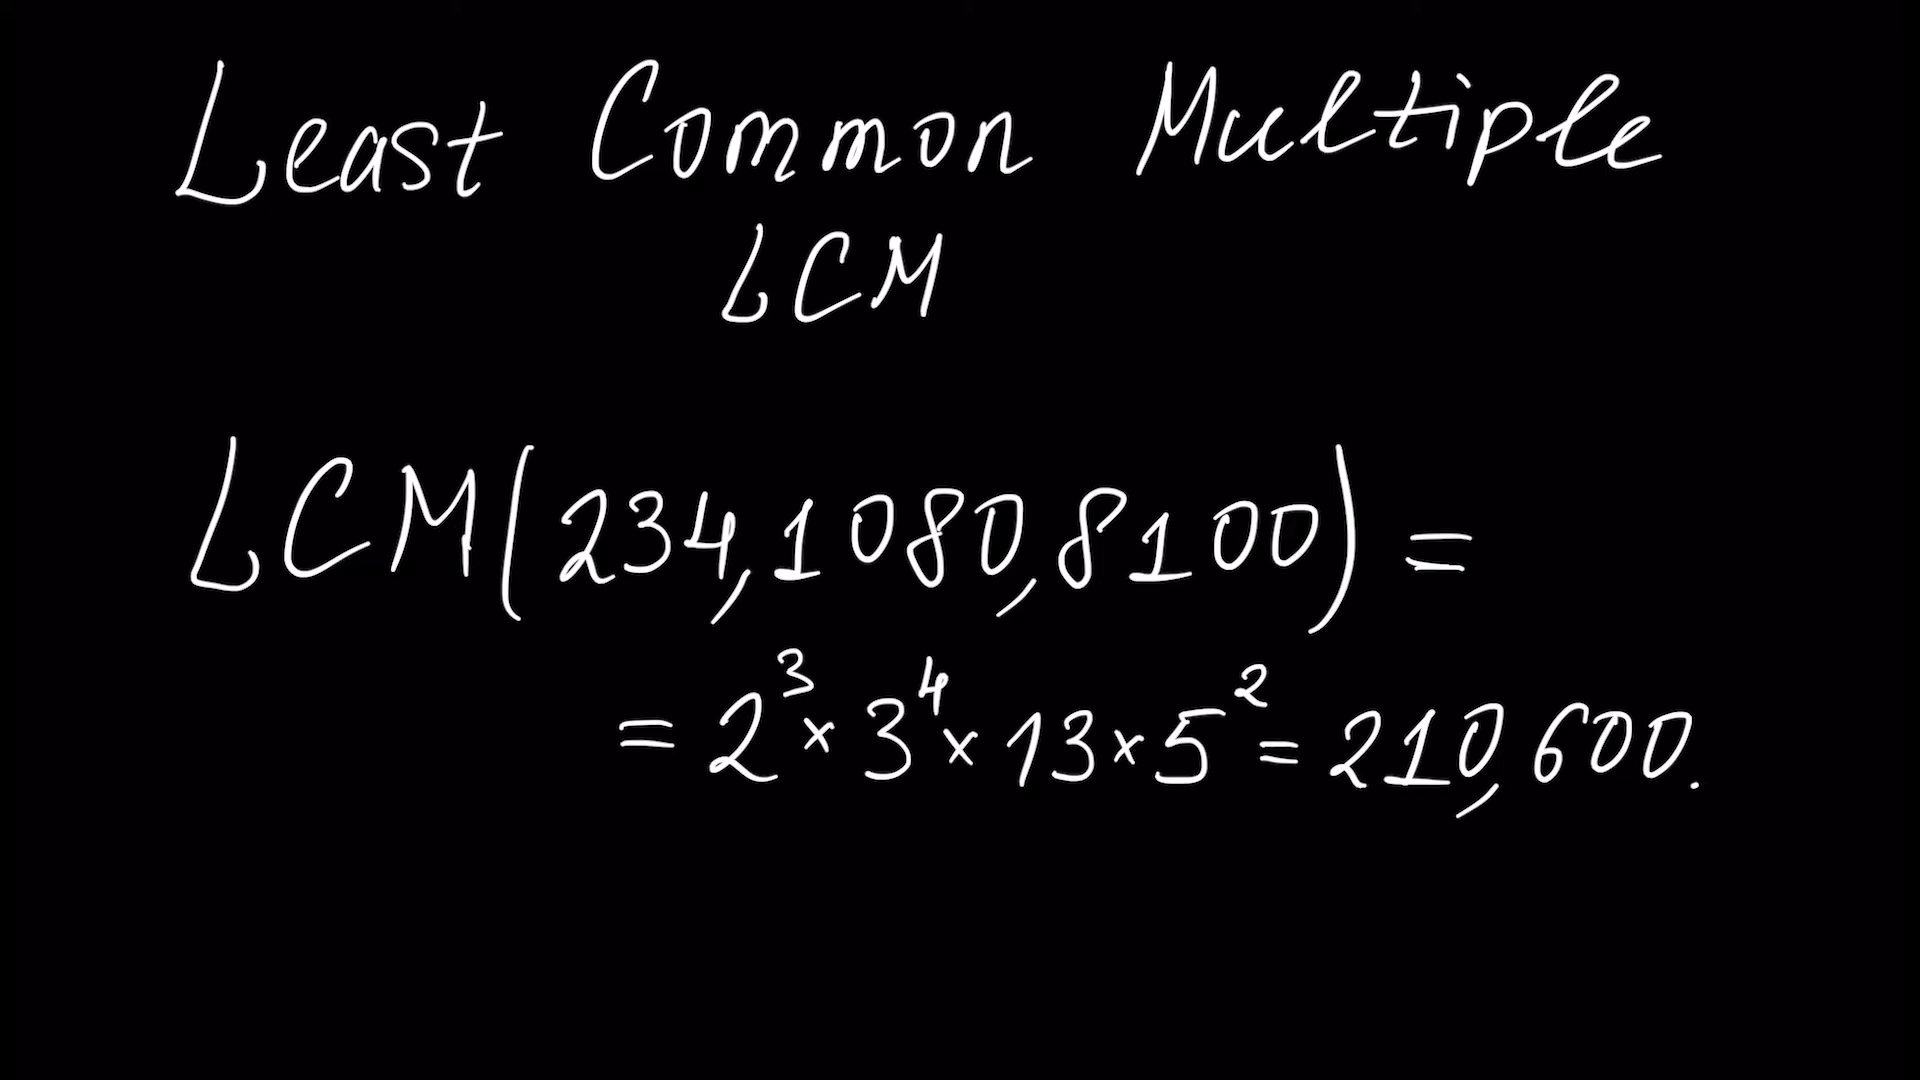 Least Common Multiple
LCM
LCM(234,1080,8100) =
= 2³ × 3⁴ × 13 × 5² = 210,600.